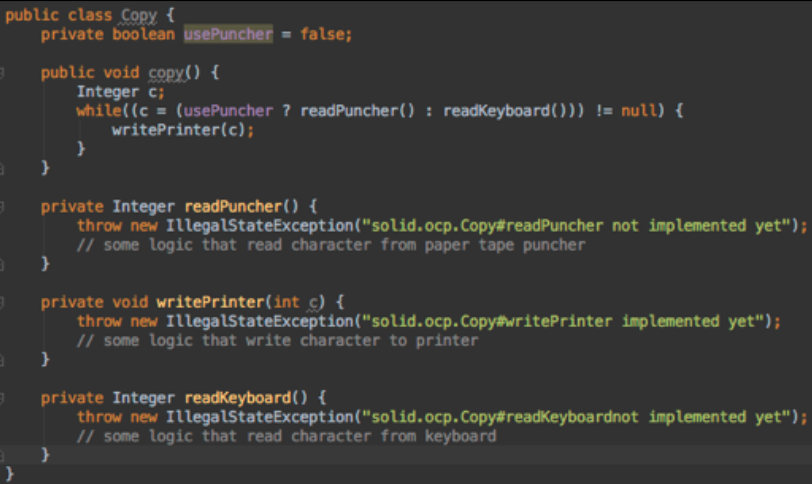 public class Copy {
    private boolean usePuncher = false;

    public void copy() {
        Integer c;
        while((c = (usePuncher ? readPuncher() : readKeyboard())) != null) {
            writePrinter(c);
        }
    }

    private Integer readPuncher() {
        throw new IllegalStateException("solid.ocp.Copy#readPuncher not implemented yet");
        // some logic that read character from paper tape puncher
    }

    private void writePrinter(int c) {
        throw new IllegalStateException("solid.ocp.Copy#writePrinter implemented yet");
        // some logic that write character to printer
    }

    private Integer readKeyboard() {
        throw new IllegalStateException("solid.ocp.Copy#readKeyboardnot implemented yet");
        // some logic that read character from keyboard
    }
}